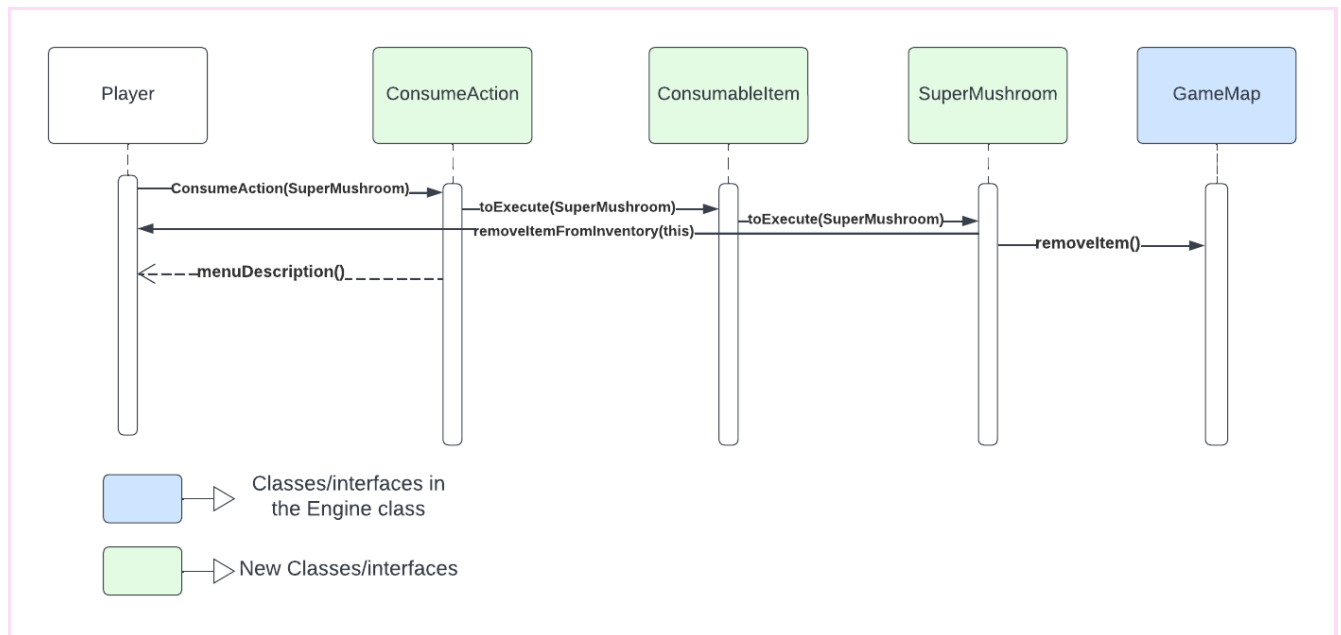 Player
ConsumeAction
ConsumableItem
SuperMushroom
GameMap
ConsumeAction(SuperMushroom)
toExecute(SuperMushroom)
toExecute(SuperMushroom)
removeItemFromInventory(this)
removeItem()
menuDescription()
Classes/interfaces in
the Engine class
New Classes/interfaces